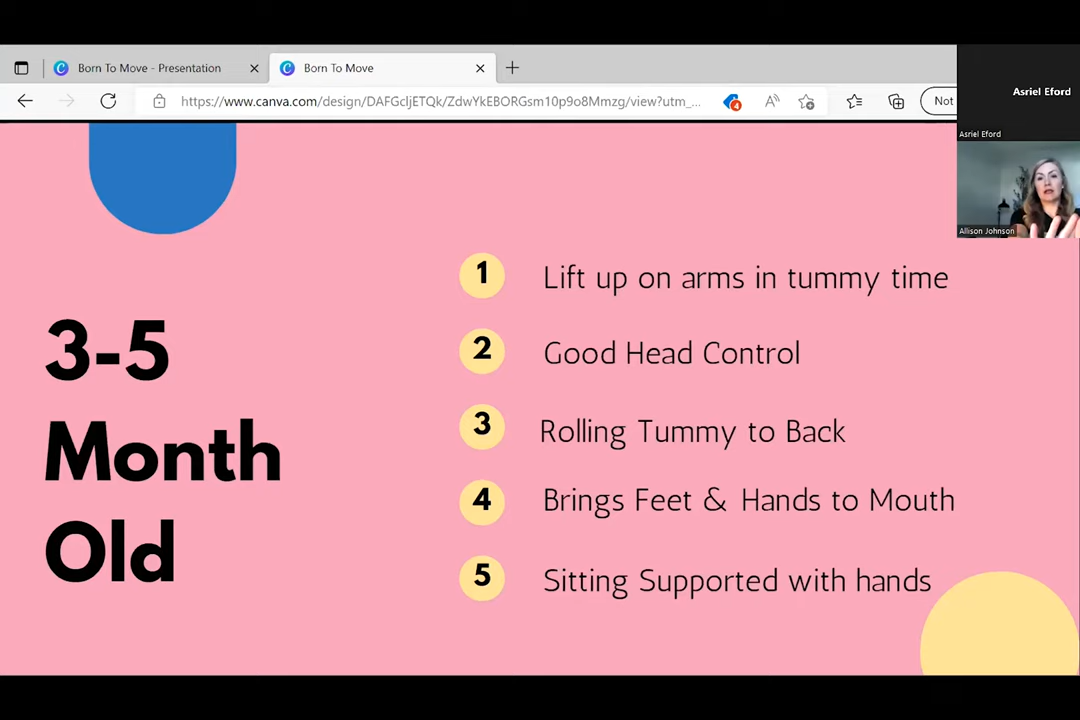 Born To Move - Presentation
Born To Move
https://www.canva.com/design/DAFGcljETQk/ZdwYkEBORGsm10p9o8Mmzg/view?utm_...
4
Not
Asriel Eford
Asriel Eford
Allison Johnson
3-5
Month
Old
1 Lift up on arms in tummy time
2 Good Head Control
3 Rolling Tummy to Back
4 Brings Feet & Hands to Mouth
5 Sitting Supported with hands